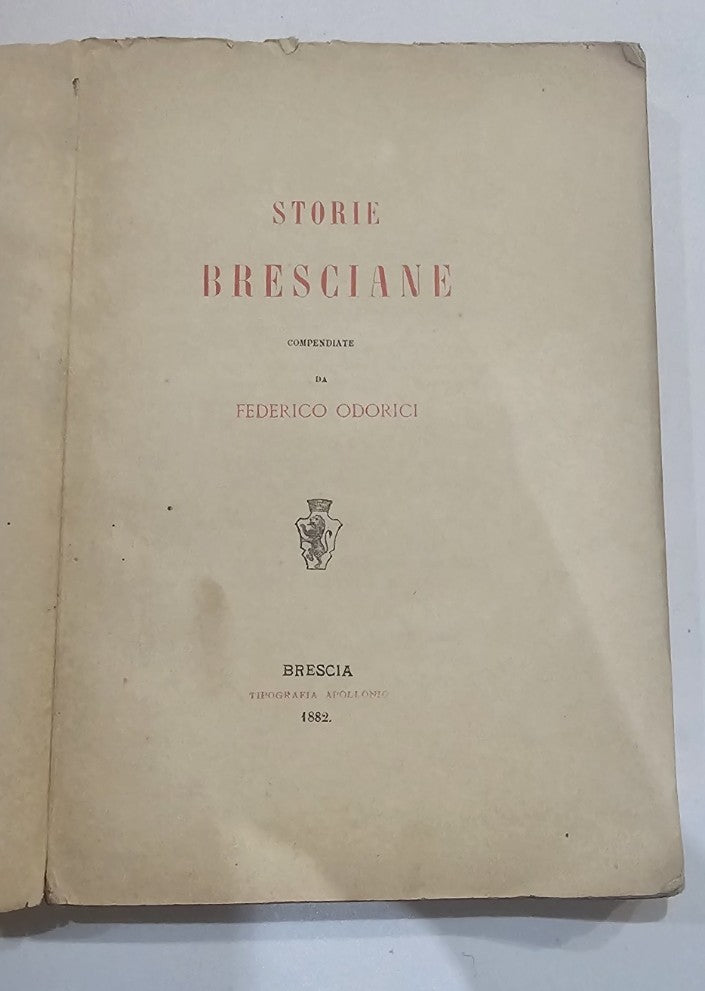 STORIE
BRESCIANE
COMPENDIATE
DA
FEDERICO ODORICI
BRESCIA
TIPOGRAFIA APOLLONIO
1882.